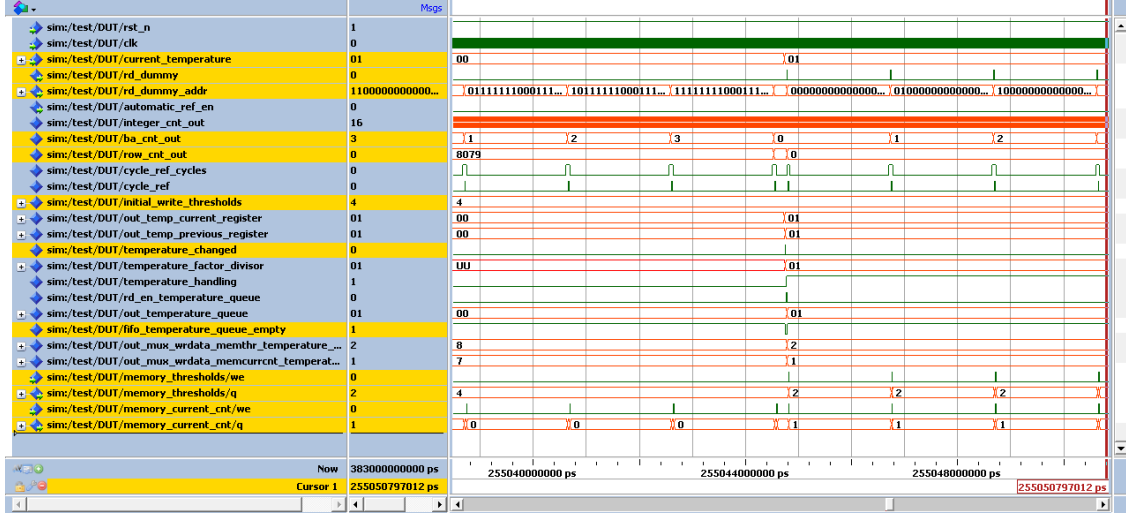 Msgs
sim:/test/DUT/rst_n 1
sim:/test/DUT/clk 0
sim:/test/DUT/current_temperature 01 00 01
sim:/test/DUT/rd_dummy 0
sim:/test/DUT/rd_dummy_addr 1100000000000... 01111111000111... 10111111000111... 11111111000111... 00000000000000... 01000000000000... 10000000000000...
sim:/test/DUT/automatic_ref_en 0
sim:/test/DUT/integer_cnt_out 16
sim:/test/DUT/ba_cnt_out 3 1 2 3 0 1 2
sim:/test/DUT/row_cnt_out 0 8079 0
sim:/test/DUT/cycle_ref_cycles 0
sim:/test/DUT/cycle_ref 0
sim:/test/DUT/initial_write_thresholds 4 4
sim:/test/DUT/out_temp_current_register 01 00 01
sim:/test/DUT/out_temp_previous_register 01 00 01
sim:/test/DUT/temperature_changed 0
sim:/test/DUT/temperature_factor_divisor 01 UU 01
sim:/test/DUT/temperature_handling 1
sim:/test/DUT/rd_en_temperature_queue 0
sim:/test/DUT/out_temperature_queue 01 00 01
sim:/test/DUT/fifo_temperature_queue_empty 1
sim:/test/DUT/out_mux_wrdata_memthr_temperature_... 2 8 2
sim:/test/DUT/out_mux_wrdata_memcurrcnt_temperat... 1 7 1
sim:/test/DUT/memory_thresholds/we 0
sim:/test/DUT/memory_thresholds/q 2 4 2 2 2
sim:/test/DUT/memory_current_cnt/we 0
sim:/test/DUT/memory_current_cnt/q 1 0 0 0 1 1 1
Now 383000000000 ps 255040000000 ps 255044000000 ps 255048000000 ps
Cursor 1 255050797012 ps 255050797012 ps